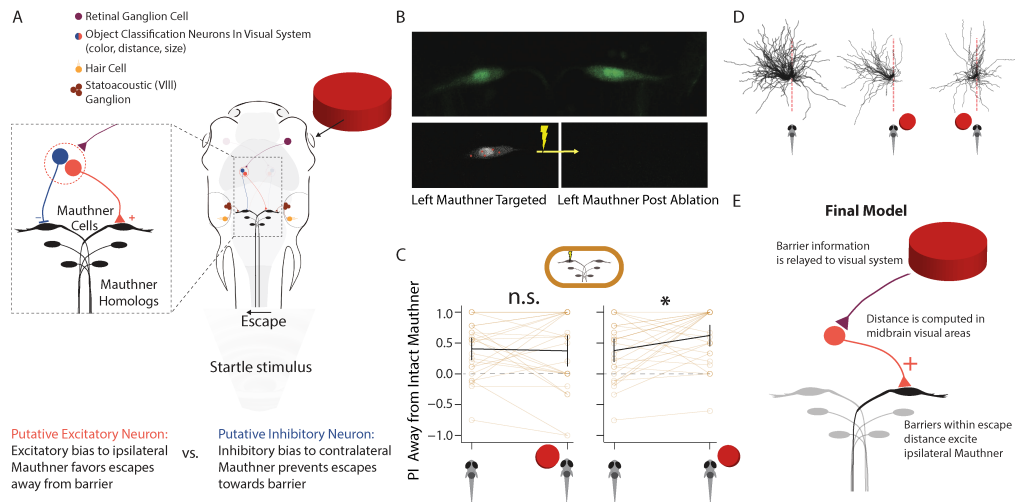 A
Retinal Ganglion Cell
Object Classification Neurons In Visual System
(color, distance, size)
Hair Cell
Statoacoustic (VIII)
Ganglion
−
+
Mauthner
Cells
Mauthner
Homologs
Escape
Startle stimulus
Putative Excitatory Neuron:
Excitatory bias to ipsilateral
Mauthner favors escapes
away from barrier
vs.
Putative Inhibitory Neuron:
Inhibitory bias to contralateral
Mauthner prevents escapes
towards barrier
B
Left Mauthner Targeted
Left Mauthner Post Ablation
C
n.s.
*
PI Away from Intact Mauthner
1.0
0.5
0.0
−0.5
−1.0
D
E
Final Model
Barrier information
is relayed to visual system
Distance is computed in
midbrain visual areas
+
Barriers within escape
distance excite
ipsilateral Mauthner